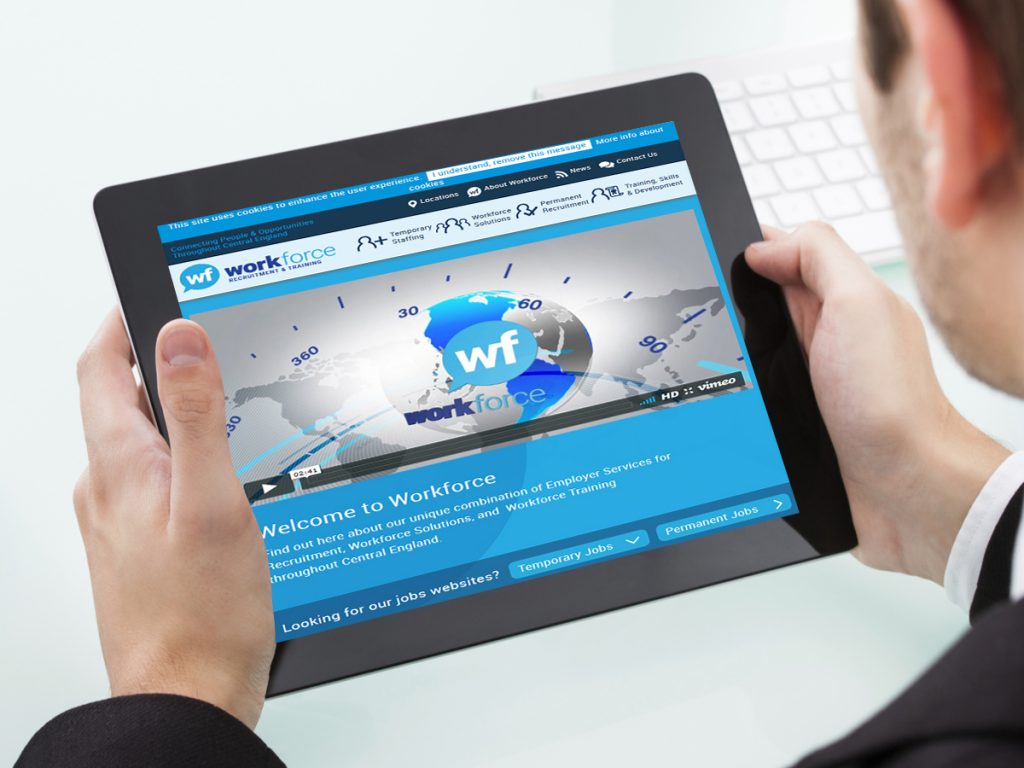 This site uses cookies to enhance the user experience. I understand, remove this message More info about
cookies
Connecting People & Opportunities
Throughout Central England
Locations wf About Workforce News Contact Us
wf workforce
RECRUITMENT & TRAINING
Temporary
Staffing
Workforce
Solutions
Permanent
Recruitment
Training, Skills
& Development
330
360
30
60
90
wf
workforce
02:41
HD vimeo
Welcome to Workforce
Find out here about our unique combination of Employer Services for
Recruitment, Workforce Solutions, and Workforce Training
throughout Central England.
Looking for our jobs websites? Temporary Jobs Permanent Jobs